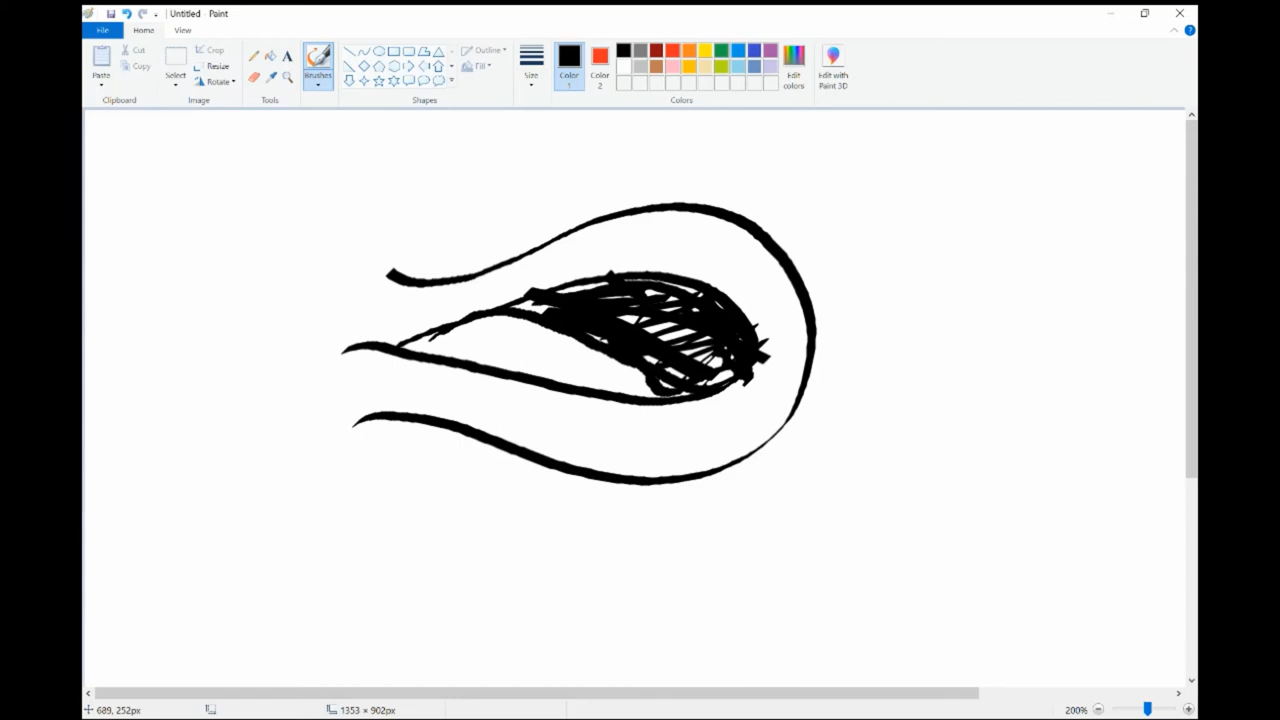 Untitled - Paint
File Home View
Paste Cut Copy Clipboard
Select Crop Resize Rotate Image
Tools
Brushes
Outline Fill Shapes
Size
Color 1 Color 2 Edit colors Colors
Edit with Paint 3D
689, 252px 1353 × 902px 200%